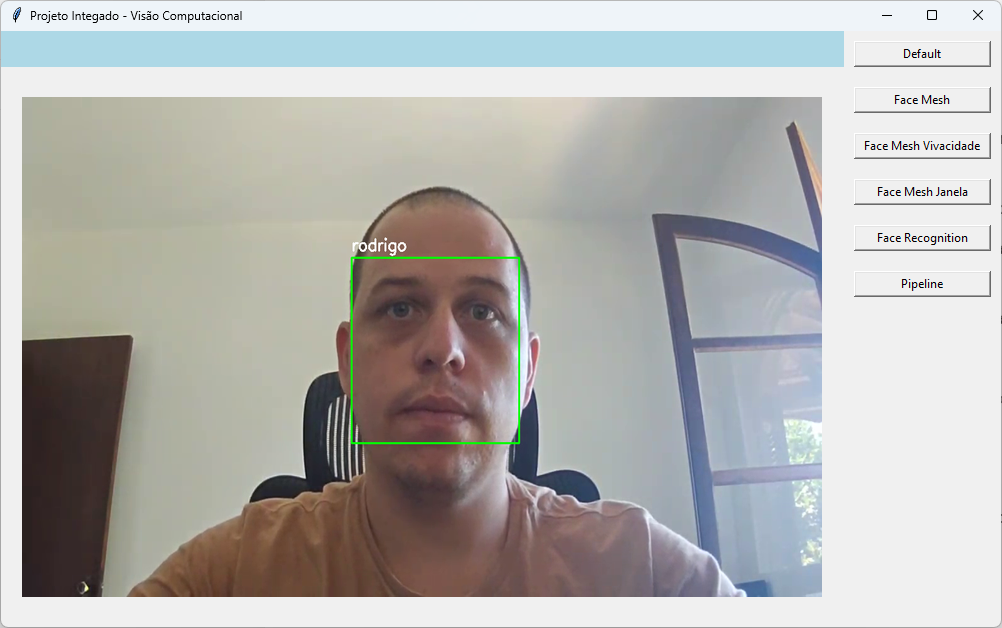 Projeto Integado - Visão Computacional
Default
Face Mesh
Face Mesh Vivacidade
Face Mesh Janela
Face Recognition
Pipeline
rodrigo